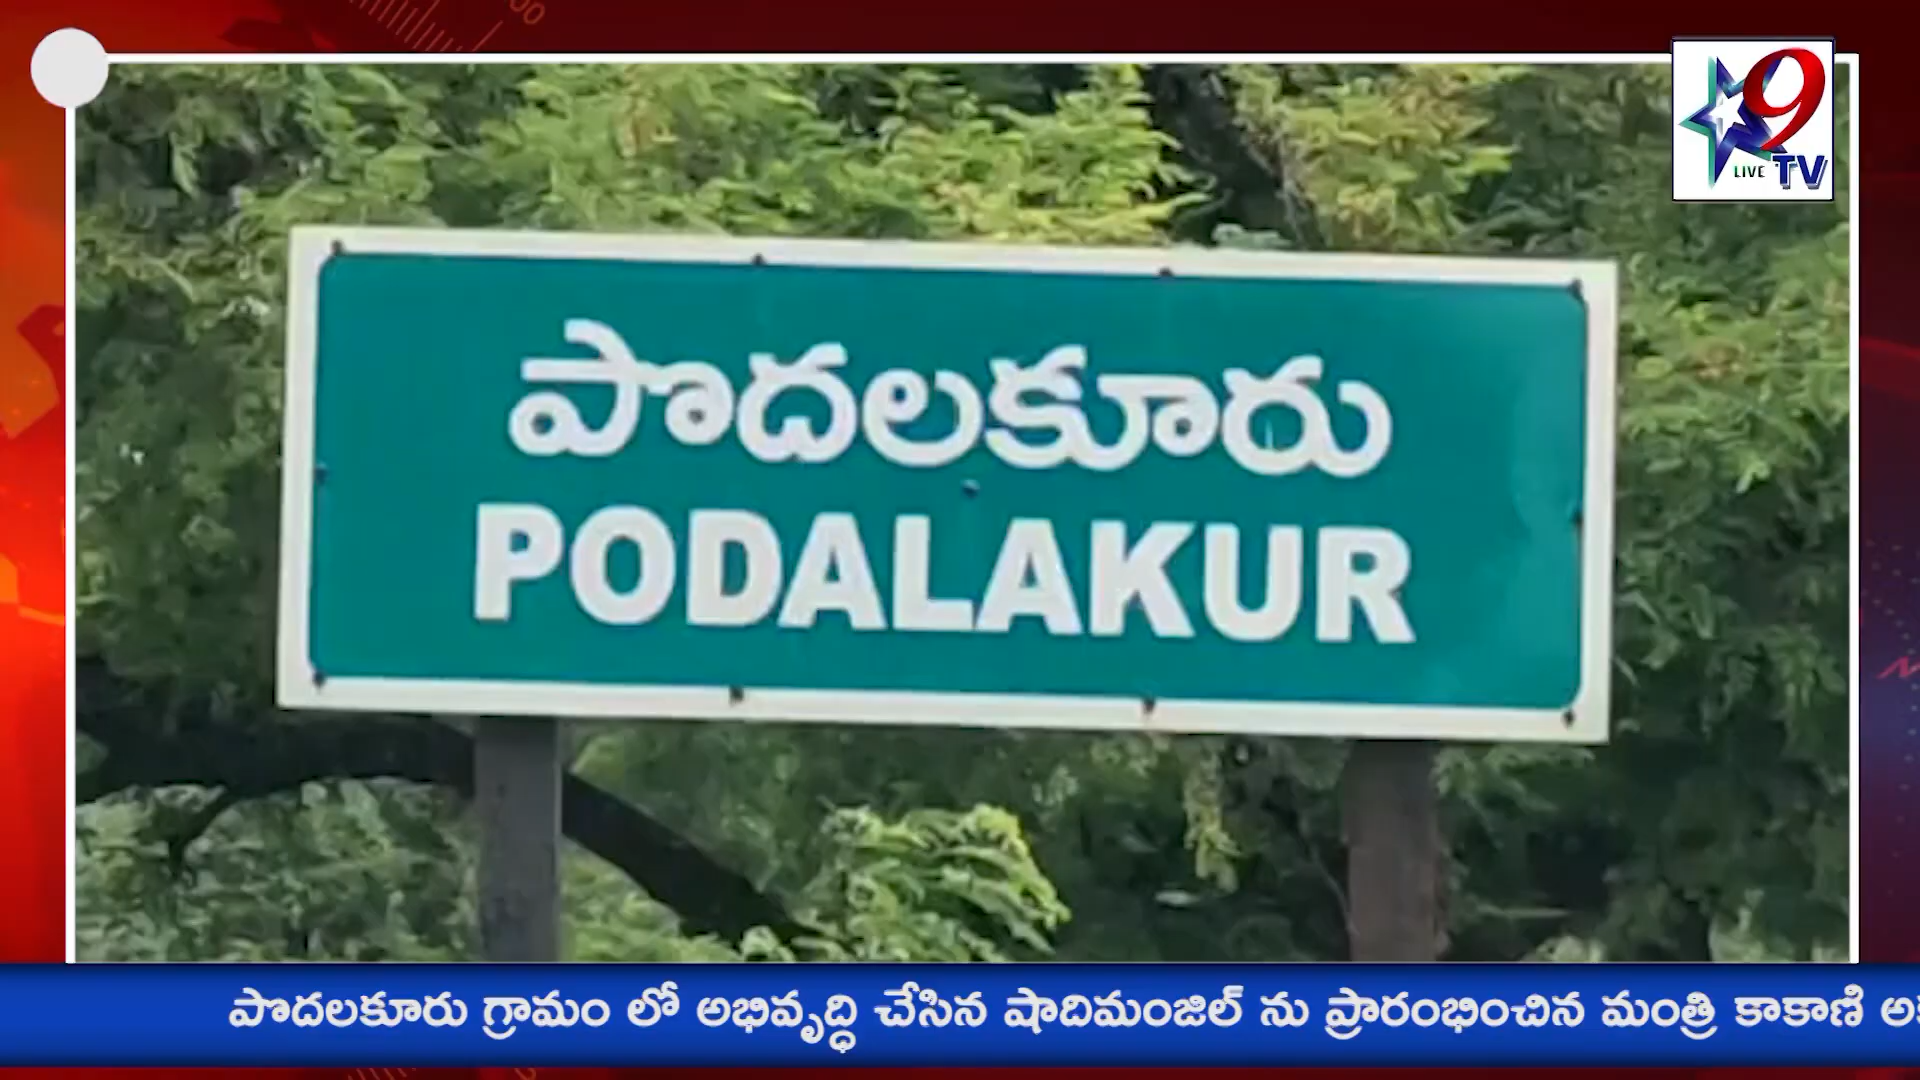 9
LIVE TV
పొదలకూరు
PODALAKUR
పొదలకూరు గ్రామం లో అభివృద్ధి చేసిన షాదిమంజిల్ ను ప్రారంభించిన మంత్రి కాకాణి